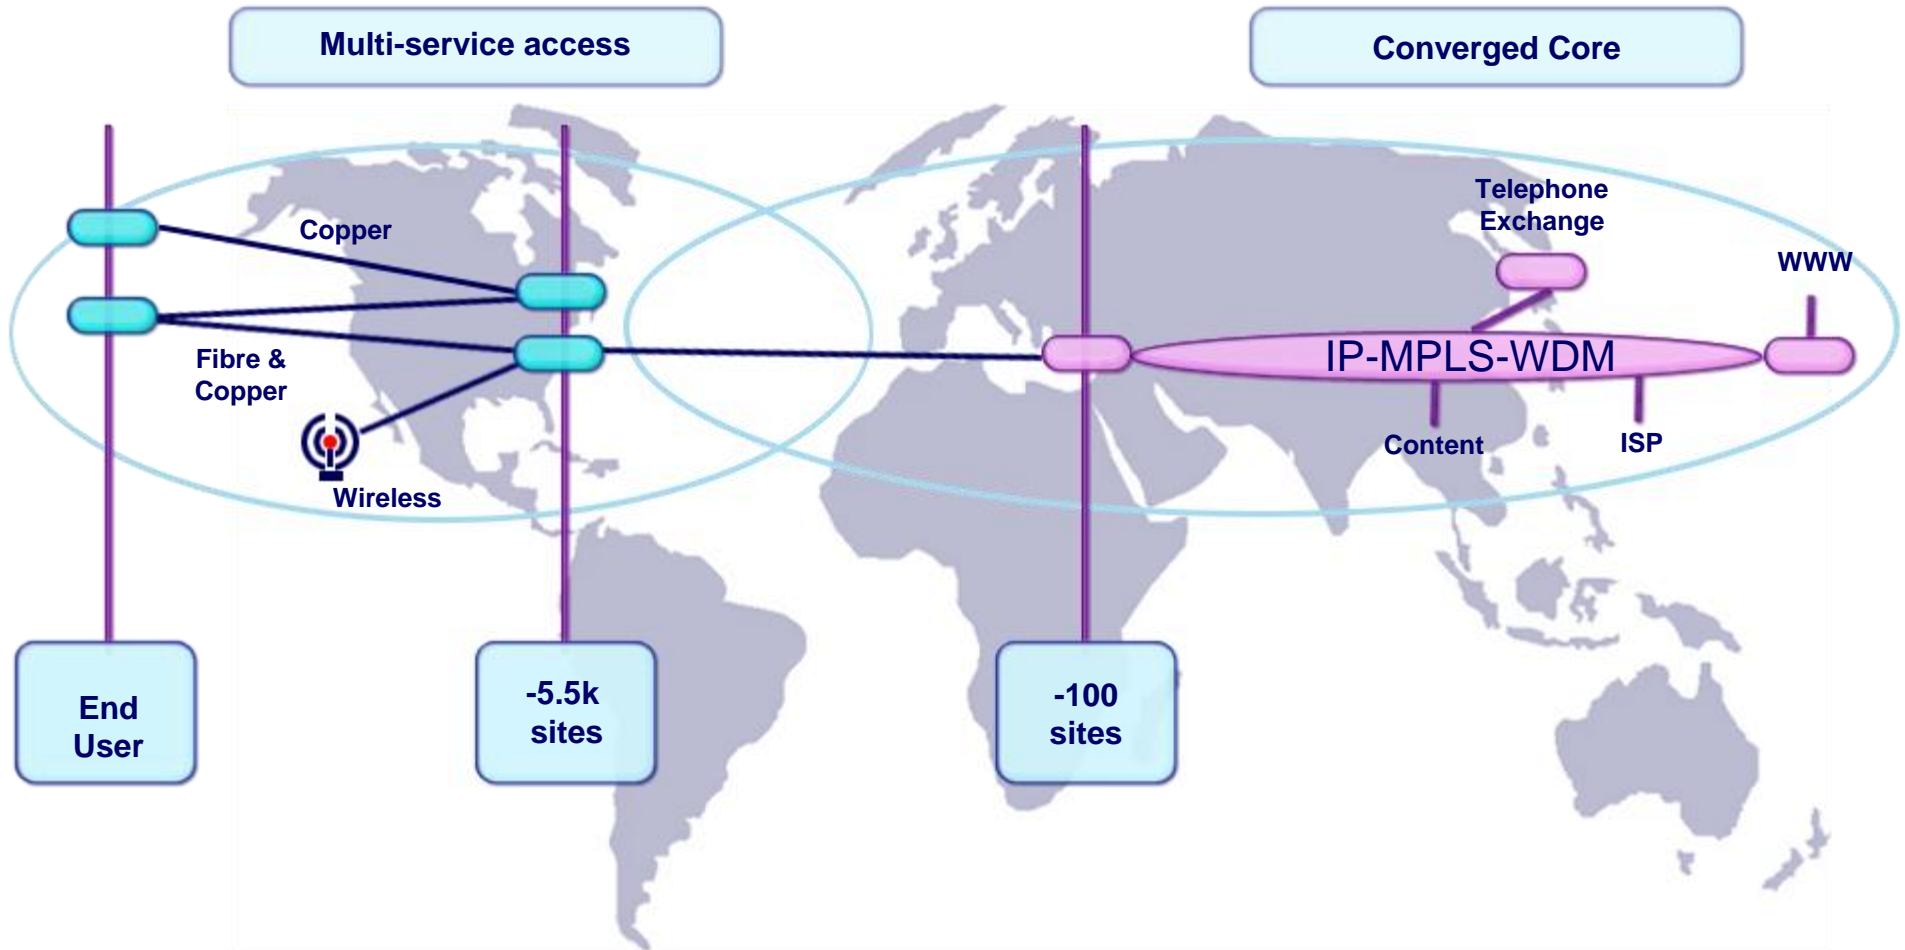 Multi-service access
Converged Core
Telephone
Exchange
WWW
Copper
IP-MPLS-WDM
Fibre &
Copper
Content
ISP
Wireless
End
User
-5.5k
sites
-100
sites